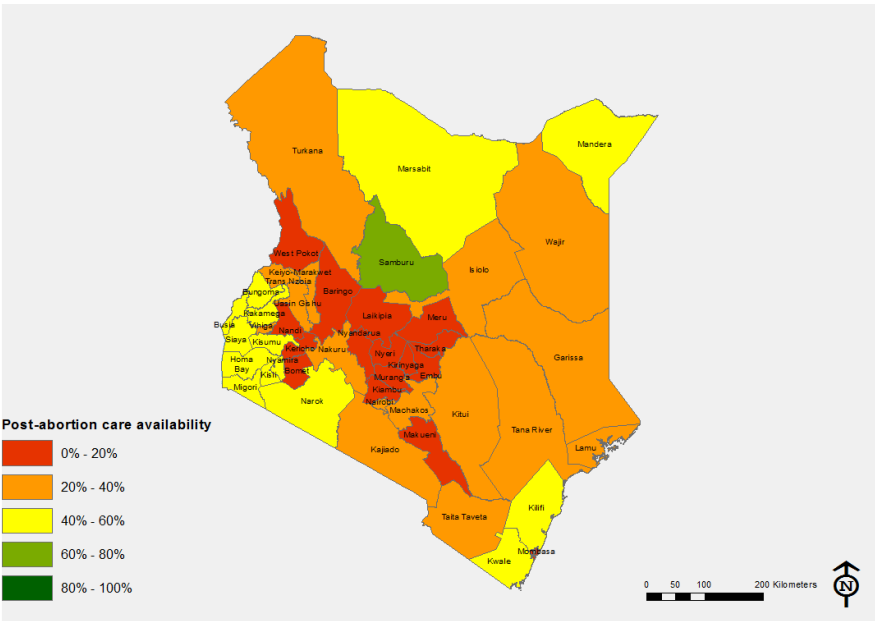 Turkana
Mandera
Marsabit
Wajir
West Pokot
Samburu
Isiolo
Keiyo-Marakwet
Trans Nzoia
Baringo
Bungoma
Uasin Gishu
Laikipia
Meru
Kakamega
Busia
Vihiga
Nandi
Nyandarua
Siaya
Kisumu
Kericho
Nakuru
Nyeri
Tharaka
Garissa
Homa
Bay
Nyamira
Bomet
Kirinyaga
Embu
Murang'a
Kisii
Migori
Narok
Kiambu
Nairobi
Machakos
Kitui
Tana River
Post-abortion care availability
Makueni
Kajiado
Lamu
0% - 20%
20% - 40%
40% - 60%
60% - 80%
80% - 100%
Taita Taveta
Kilifi
Mombasa
Kwale
0 50 100 200 Kilometers
N